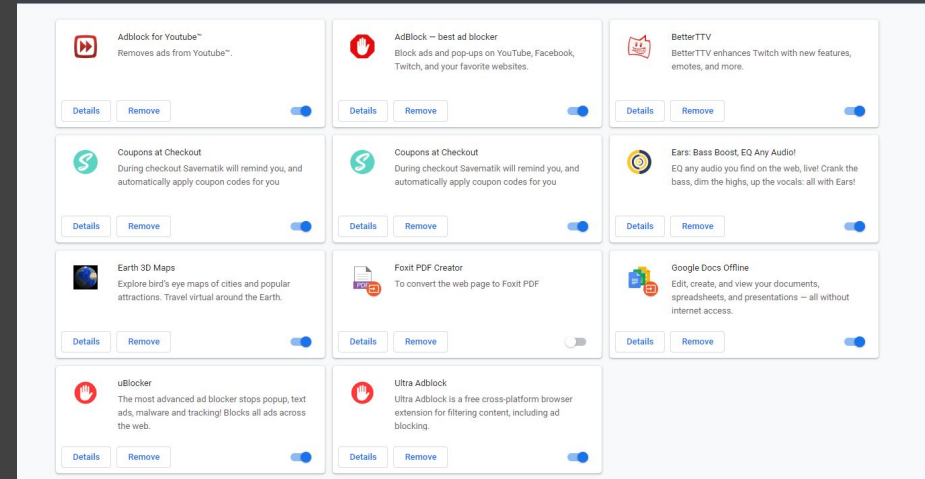 Adblock for Youtube™
Removes ads from Youtube™.
Details
Remove
AdBlock — best ad blocker
Block ads and pop-ups on YouTube, Facebook,
Twitch, and your favorite websites.
Details
Remove
BetterTTV
BetterTTV enhances Twitch with new features,
emotes, and more.
Details
Remove
Coupons at Checkout
During checkout Savematik will remind you, and
automatically apply coupon codes for you
Details
Remove
Coupons at Checkout
During checkout Savematik will remind you, and
automatically apply coupon codes for you
Details
Remove
Ears: Bass Boost, EQ Any Audio!
EQ any audio you find on the web, live! Crank the
bass, dim the highs, up the vocals: all with Ears!
Details
Remove
Earth 3D Maps
Explore bird's eye maps of cities and popular
attractions. Travel virtual around the Earth.
Details
Remove
PDF
Foxit PDF Creator
To convert the web page to Foxit PDF
Details
Remove
Google Docs Offline
Edit, create, and view your documents,
spreadsheets, and presentations — all without
internet access.
Details
Remove
uBlocker
The most advanced ad blocker stops popup, text
ads, malware and tracking! Blocks all ads across
the web.
Details
Remove
Ultra Adblock
Ultra Adblock is a free cross-platform browser
extension for filtering content, including ad
blocking.
Details
Remove